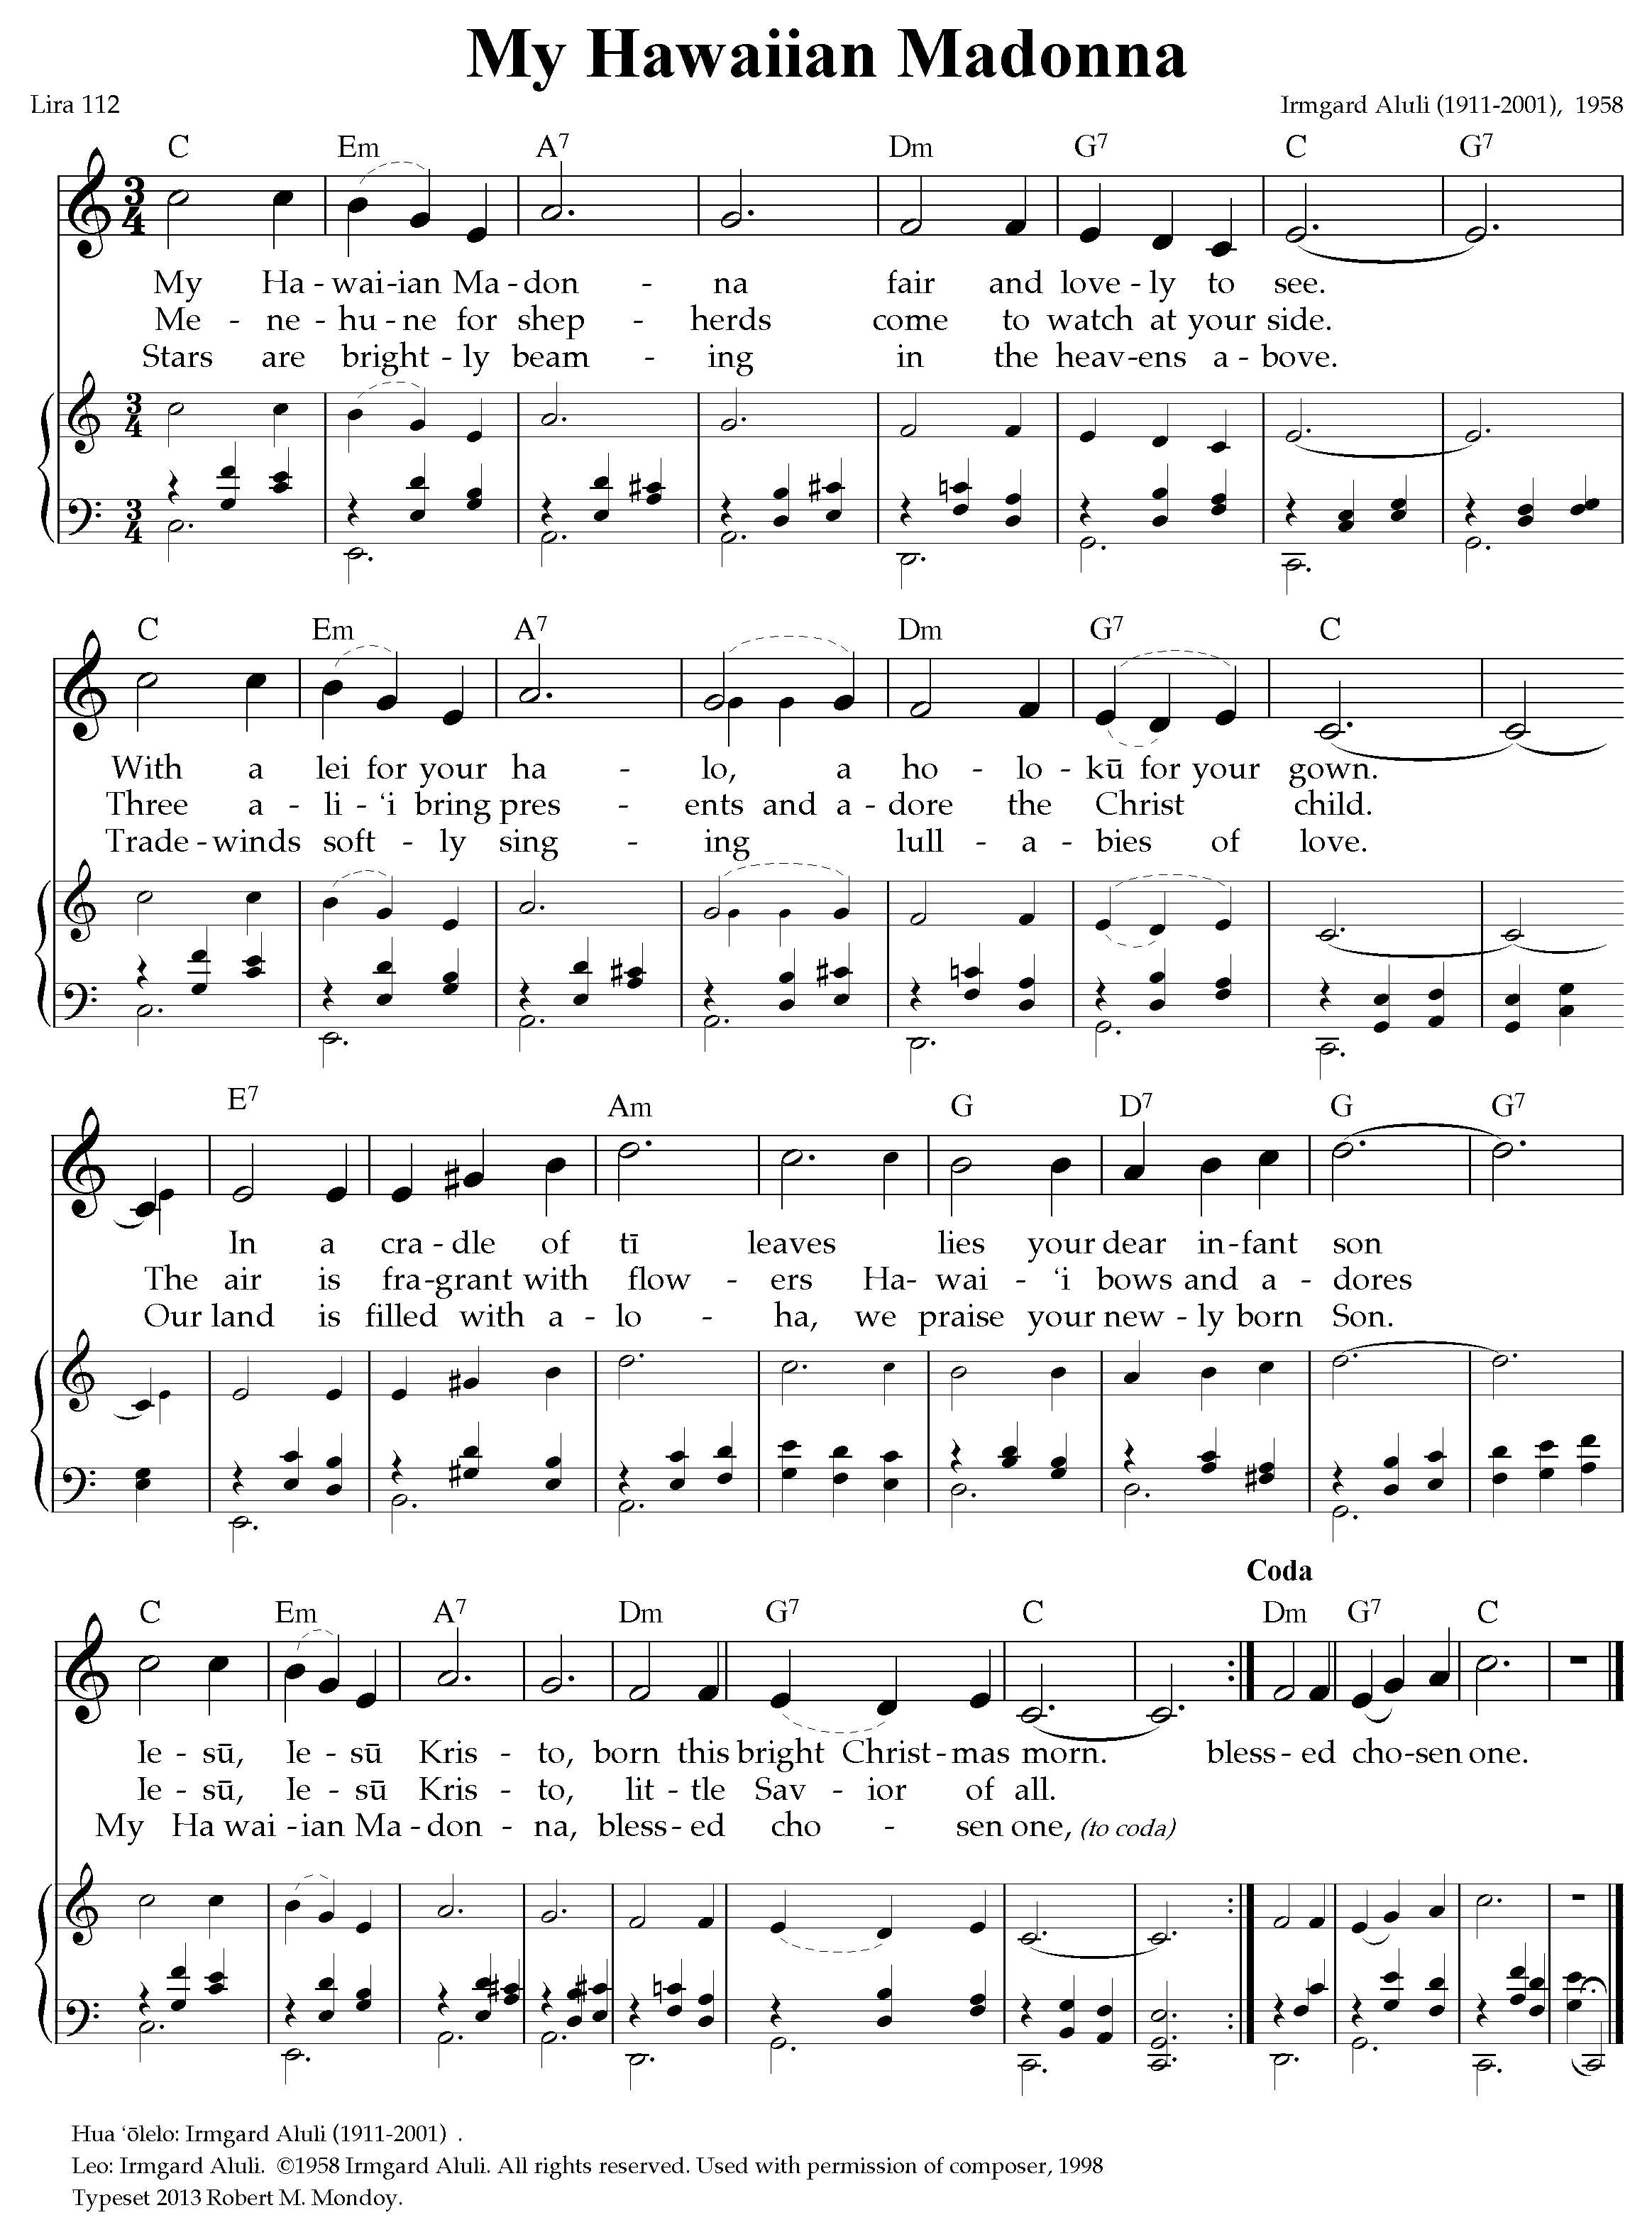 My Hawaiian Madonna
Lira 112
Irmgard Aluli (1911-2001), 1958
C Em A7 Dm G7 C G7
3 4
My Ha - wai - ian Ma - don - na fair and love - ly to see.
Me - ne - hu - ne for shep - herds come to watch at your side.
Stars are bright - ly beam - ing in the heav - ens a - bove.
3 4
3 4
C Em A7 Dm G7 C
With a lei for your ha - lo, a ho - lo - kū for your gown.
Three a - li - ‘i bring pres - ents and a - dore the Christ child.
Trade - winds soft - ly sing - ing lull - a - bies of love.
E7 Am G D7 G G7
In a cra - dle of tī leaves lies your dear in - fant son
The air is fra - grant with flow - ers Ha - wai - ‘i bows and a - dores
Our land is filled with a - lo - ha, we praise your new - ly born Son.
Coda
C Em A7 Dm G7 C Dm G7 C
Ie - sū, Ie - sū Kris - to, born this bright Christ - mas morn. bless - ed cho - sen one.
Ie - sū, Ie - sū Kris - to, lit - tle Sav - ior of all.
My Ha wai - ian Ma - don - na, bless - ed cho - sen one, (to coda)
Hua ‘ōlelo: Irmgard Aluli (1911-2001) .
Leo: Irmgard Aluli. ©1958 Irmgard Aluli. All rights reserved. Used with permission of composer, 1998
Typeset 2013 Robert M. Mondoy.